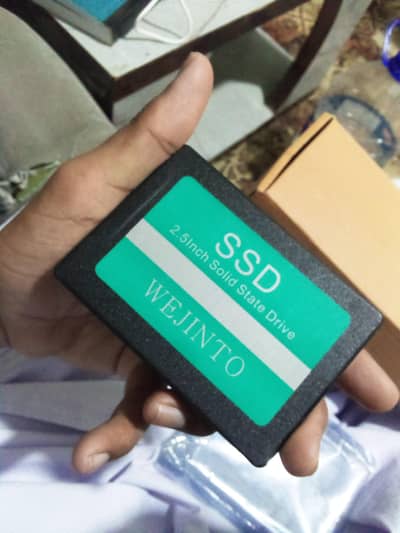 SSD
2.5Inch Solid State Drive
WEJINTO